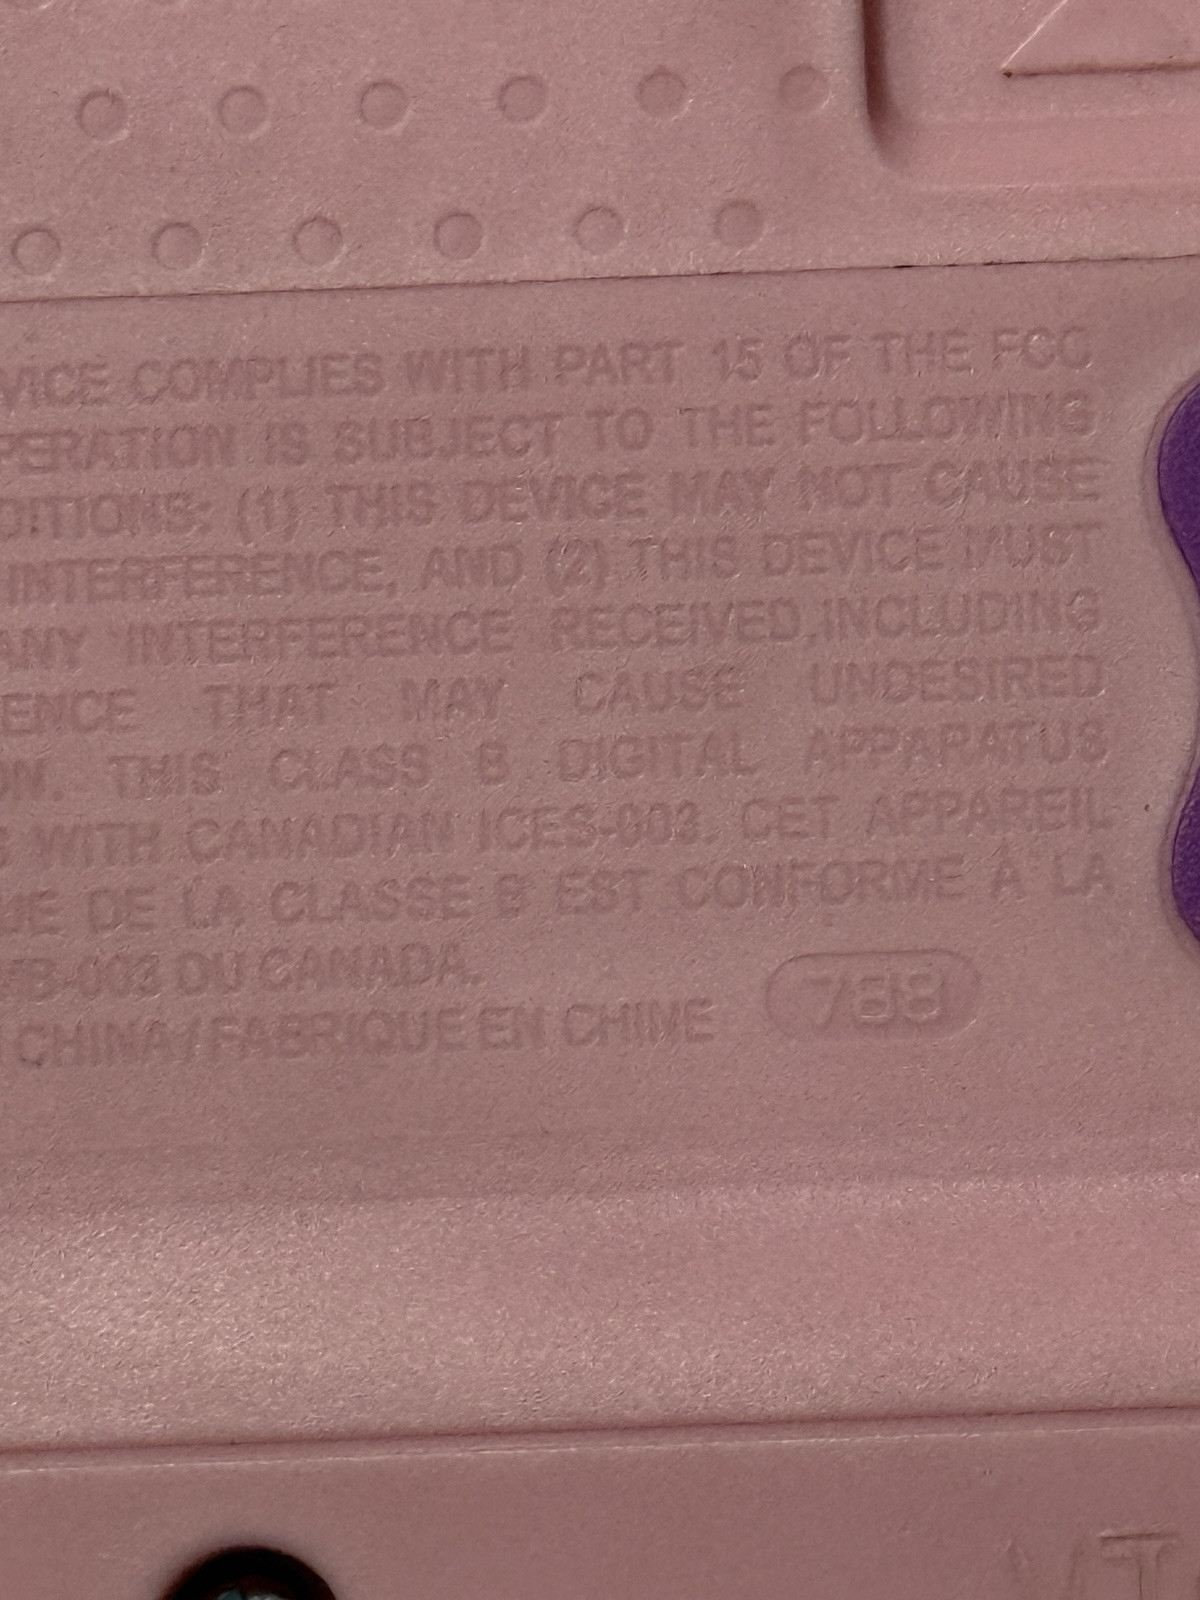 VICE COMPLIES WITH PART 15 OF THE FCC
PERATION IS SUBJECT TO THE FOLLOWING
DITIONS: (1) THIS DEVICE MAY NOT CAUSE
INTERFERENCE, AND (2) THIS DEVICE MUST
ANY INTERFERENCE RECEIVED,INCLUDING
ENCE THAT MAY CAUSE UNDESIRED
ON. THIS CLASS B DIGITAL APPARATUS
S WITH CANADIAN ICES-003. CET APPAREIL
UE DE LA CLASSE B EST CONFORME A LA
MB-003 DU CANADA.
CHINA / FABRIQUE EN CHINE 788